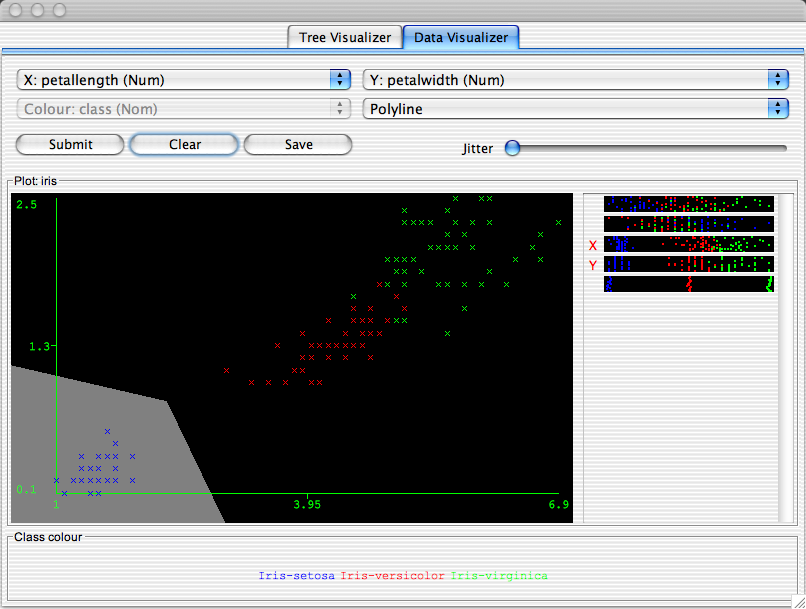 Tree Visualizer Data Visualizer
X: petallength (Num) Y: petalwidth (Num)
Colour: class (Nom) Polyline
Submit Clear Save Jitter
Plot: iris
2.5
1.3
0.1
1 3.95 6.9
X
Y
Class colour
Iris-setosa Iris-versicolor Iris-virginica